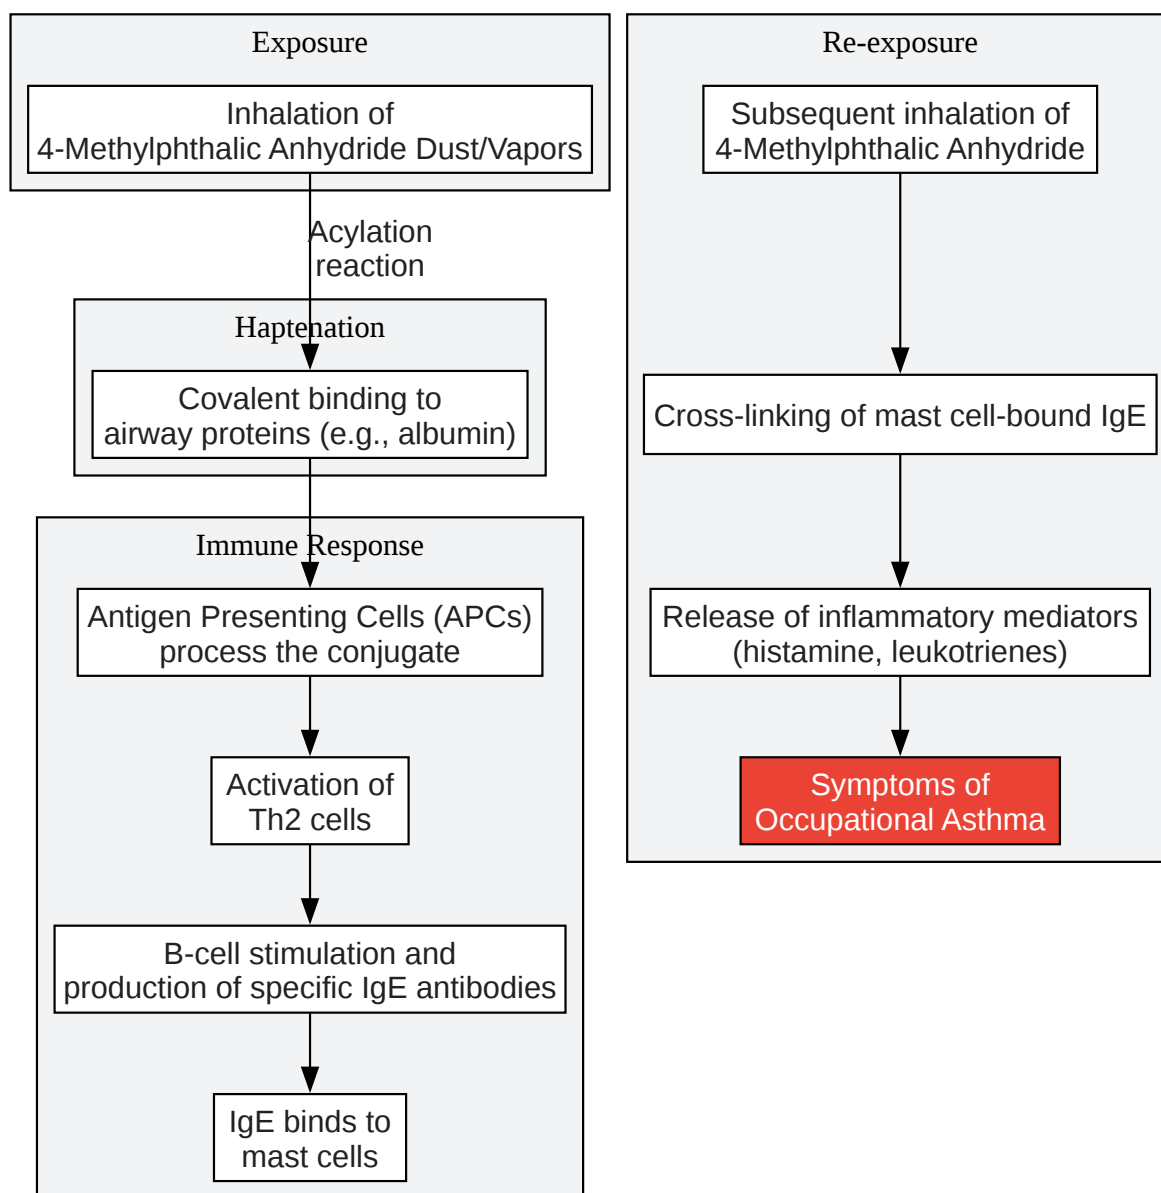 Exposure
Inhalation of
4-Methylphthalic Anhydride Dust/Vapors
Acylation
reaction
Haptenation
Covalent binding to
airway proteins (e.g., albumin)
Immune Response
Antigen Presenting Cells (APCs)
process the conjugate
Activation of
Th2 cells
B-cell stimulation and
production of specific IgE antibodies
IgE binds to
mast cells
Re-exposure
Subsequent inhalation of
4-Methylphthalic Anhydride
Cross-linking of mast cell-bound IgE
Release of inflammatory mediators
(histamine, leukotrienes)
Symptoms of
Occupational Asthma